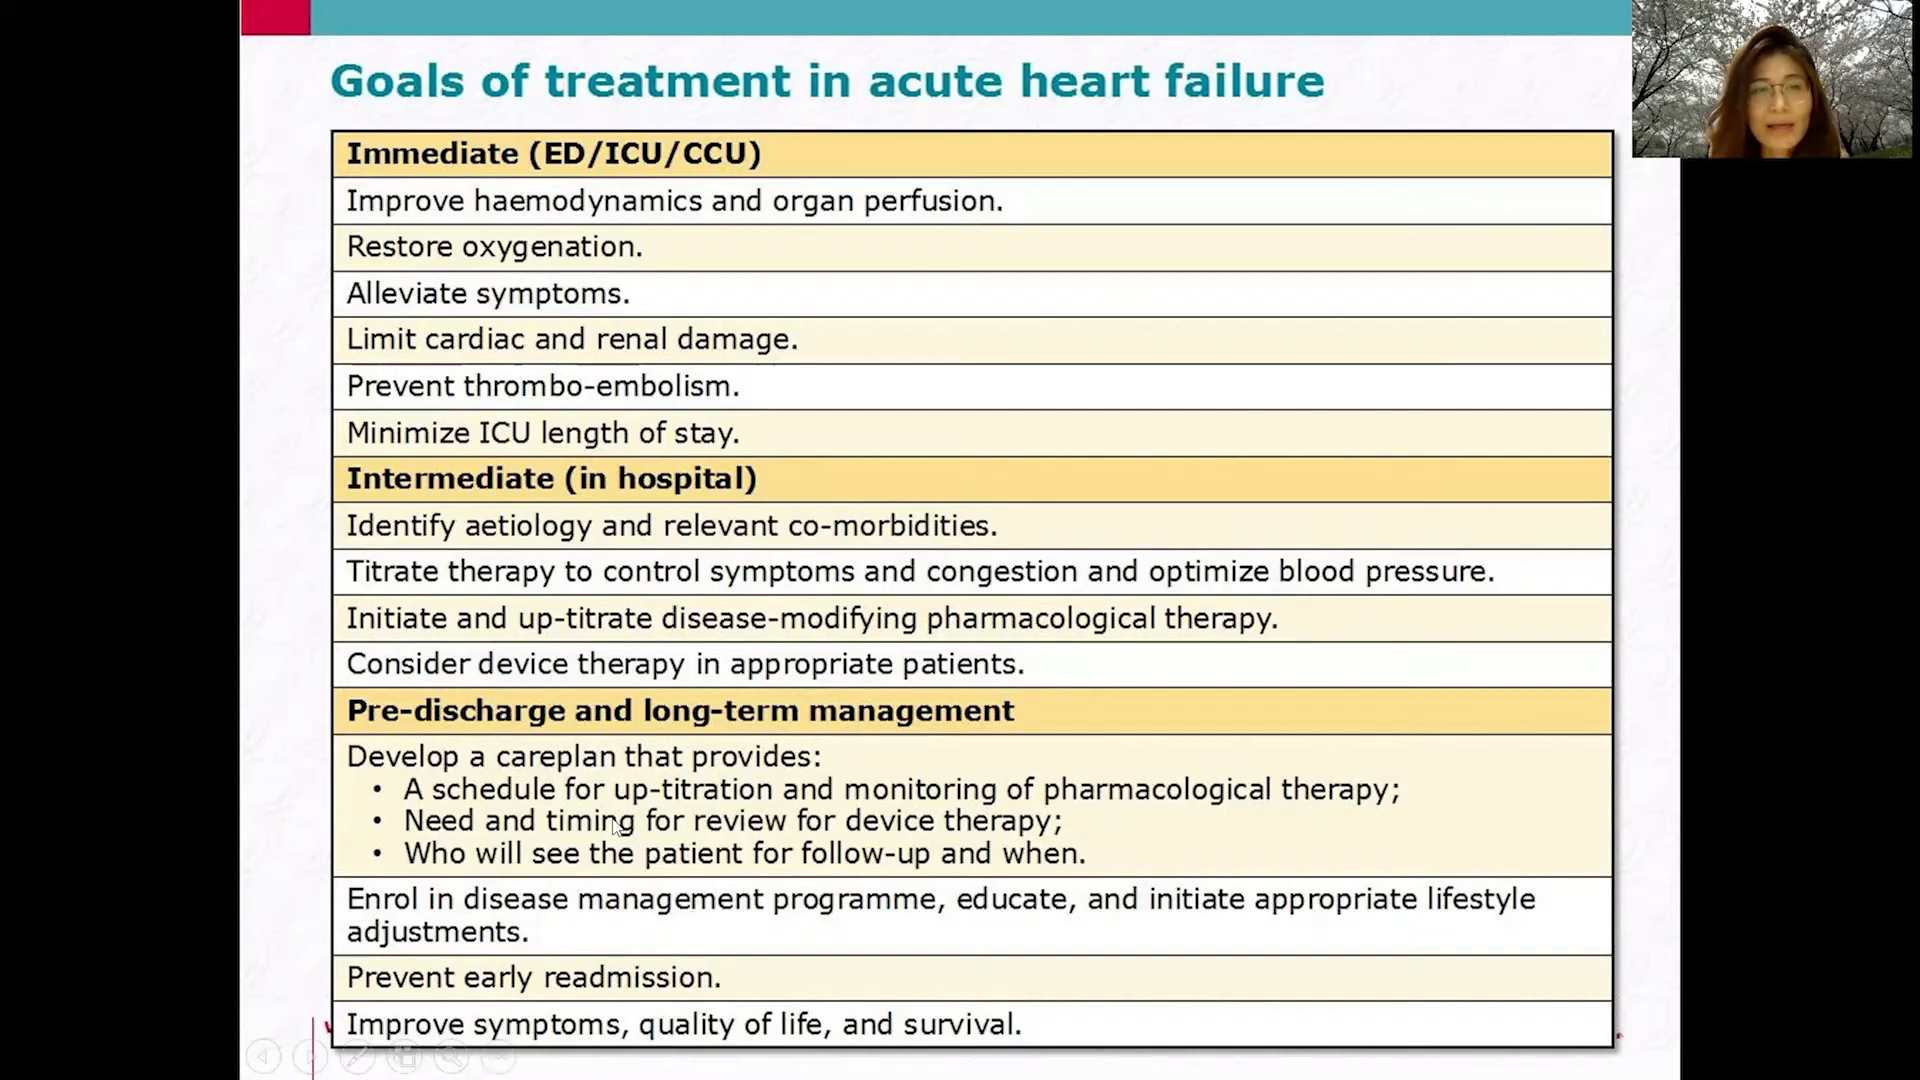 Goals of treatment in acute heart failure
Immediate (ED/ICU/CCU)
Improve haemodynamics and organ perfusion.
Restore oxygenation.
Alleviate symptoms.
Limit cardiac and renal damage.
Prevent thrombo-embolism.
Minimize ICU length of stay.
Intermediate (in hospital)
Identify aetiology and relevant co-morbidities.
Titrate therapy to control symptoms and congestion and optimize blood pressure.
Initiate and up-titrate disease-modifying pharmacological therapy.
Consider device therapy in appropriate patients.
Pre-discharge and long-term management
Develop a careplan that provides:
• A schedule for up-titration and monitoring of pharmacological therapy;
• Need and timing for review for device therapy;
• Who will see the patient for follow-up and when.
Enrol in disease management programme, educate, and initiate appropriate lifestyle
adjustments.
Prevent early readmission.
Improve symptoms, quality of life, and survival.